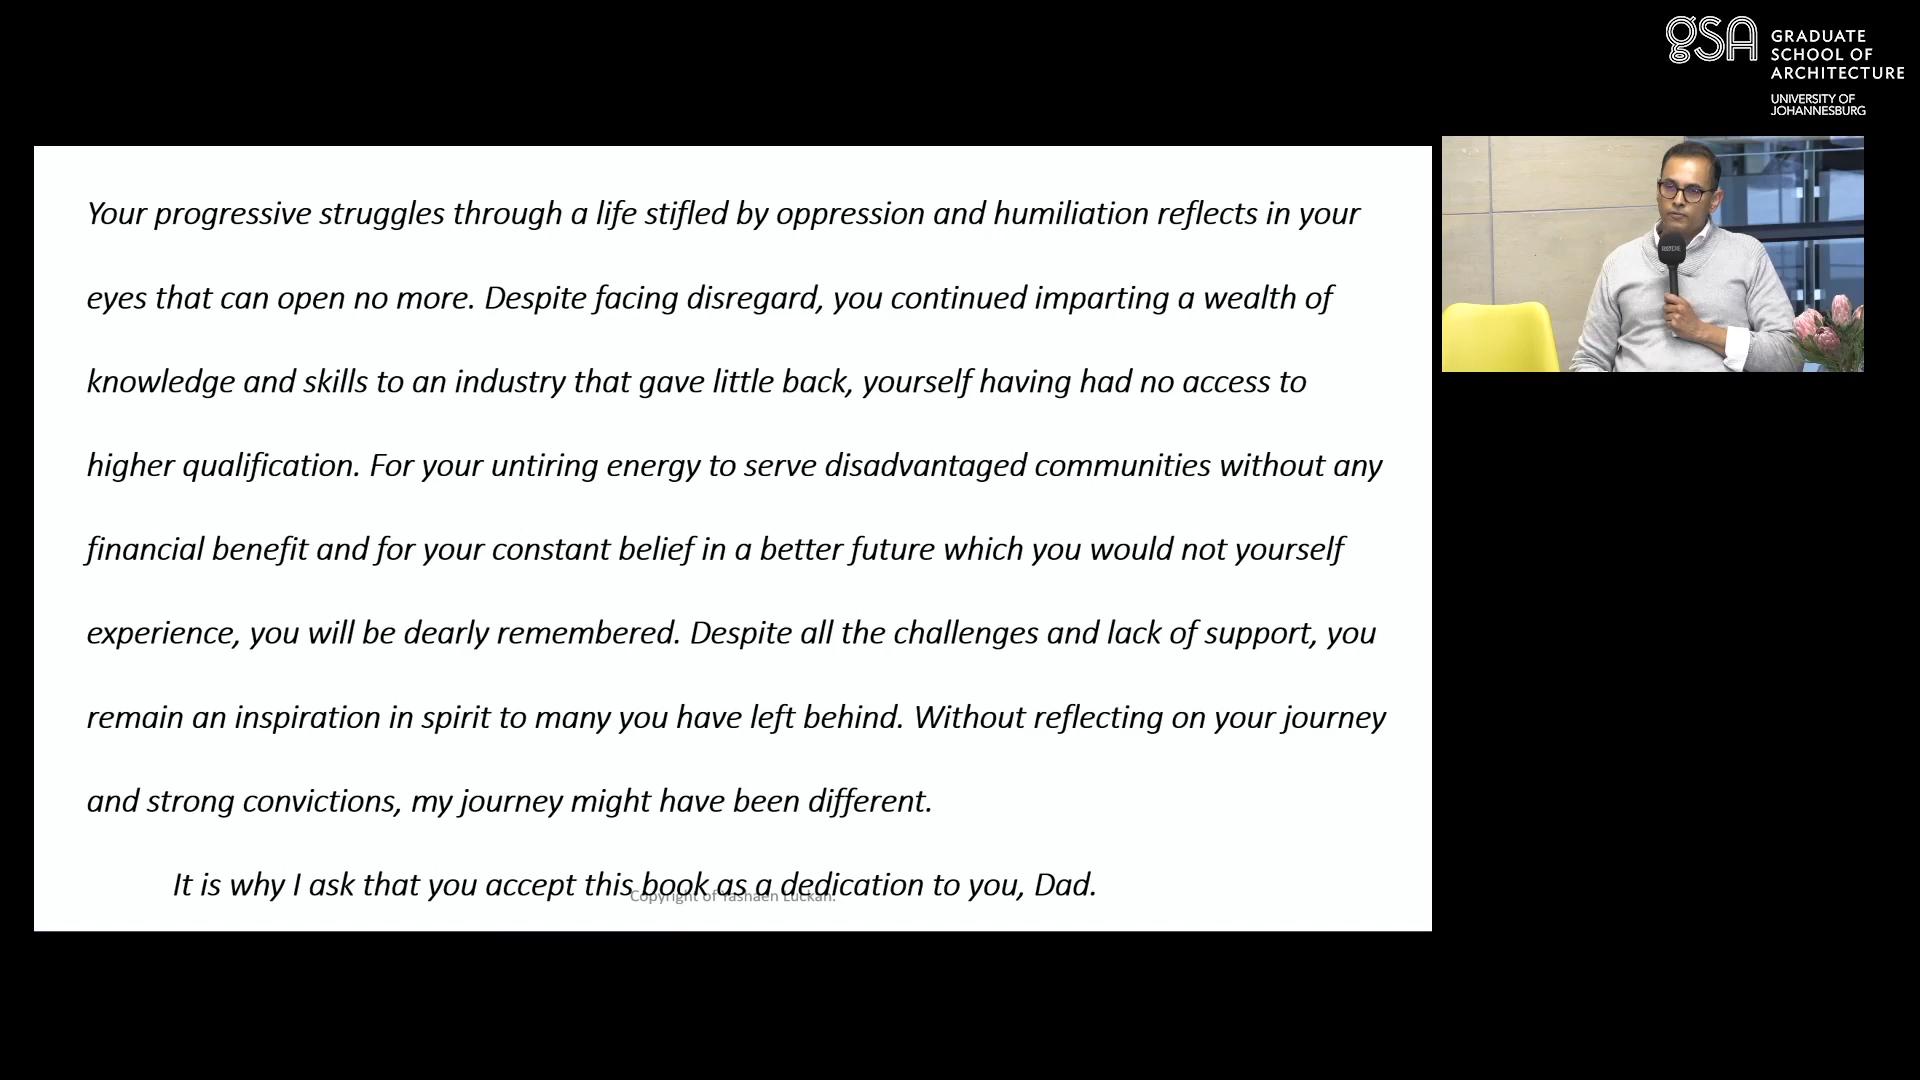 gsa
GRADUATE
SCHOOL OF
ARCHITECTURE
UNIVERSITY OF
JOHANNESBURG
Your progressive struggles through a life stifled by oppression and humiliation reflects in your
eyes that can open no more. Despite facing disregard, you continued imparting a wealth of
knowledge and skills to an industry that gave little back, yourself having had no access to
higher qualification. For your untiring energy to serve disadvantaged communities without any
financial benefit and for your constant belief in a better future which you would not yourself
experience, you will be dearly remembered. Despite all the challenges and lack of support, you
remain an inspiration in spirit to many you have left behind. Without reflecting on your journey
and strong convictions, my journey might have been different.
It is why I ask that you accept this book as a dedication to you, Dad.
Copyright of Yashaen Luckan.